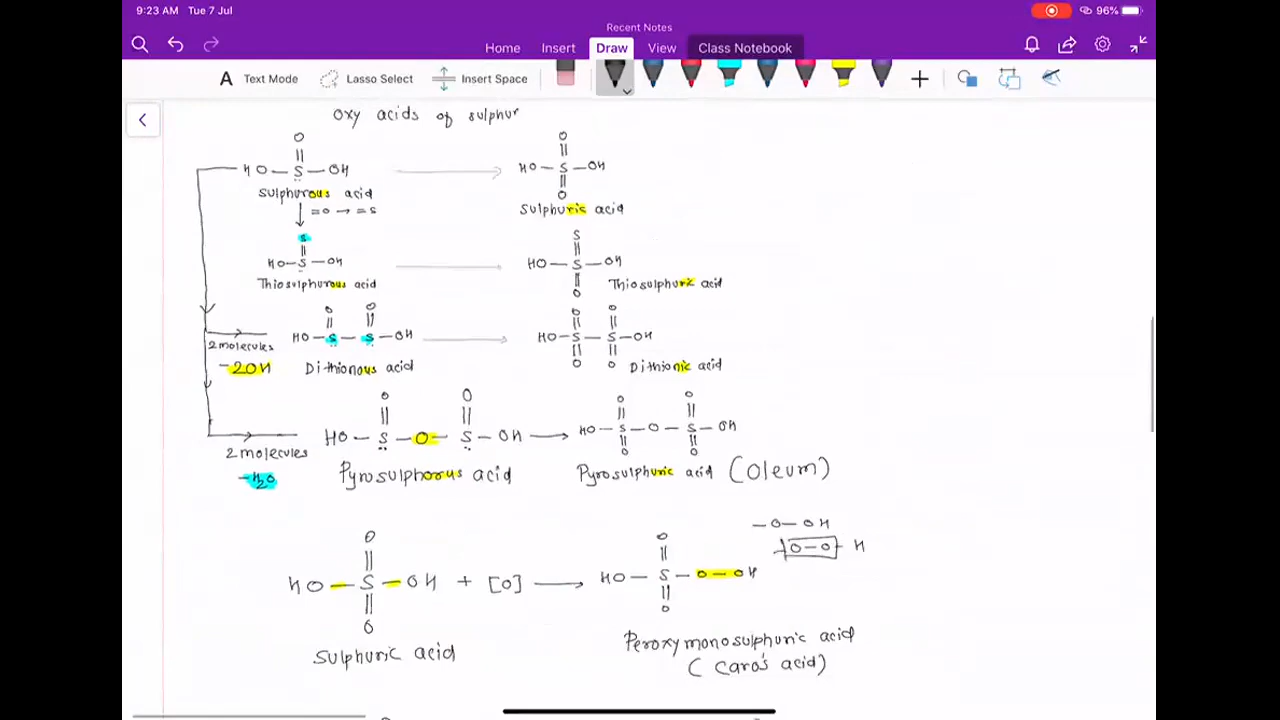 9:23 AM Tue 7 Jul
96%
Recent Notes
Home Insert Draw View Class Notebook
A Text Mode Lasso Select Insert Space
Oxy acids of sulphur
O O
HO — S — OH HO — S — OH
O
Sulphurous acid Sulphuric acid
=O → =S
S S
HO — S — OH HO — S — OH
O
Thiosulphurous acid Thiosulphuric acid
O O O O
HO — S — S — OH HO — S — S — OH
O O
2 molecules
-2OH Dithionous acid Dithionic acid
O O O O
HO — S — O — S — OH HO — S — O — S — OH
O O
2 molecules
-H2O Pyrosulphorus acid Pyrosulphuric acid (Oleum)
— O — OH
O — O H
O O
HO — S — OH + [O] → HO — S — O — OH
O O
Sulphuric acid Peroxymonosulphuric acid
(Caro's acid)